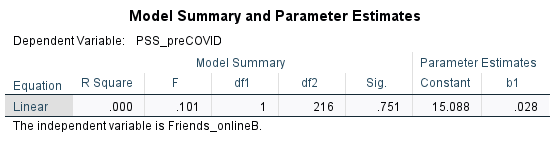 Model Summary and Parameter Estimates
Dependent Variable: PSS_preCOVID
Model Summary Parameter Estimates
Equation R Square F df1 df2 Sig. Constant b1
Linear .000 .101 1 216 .751 15.088 .028
The independent variable is Friends_onlineB.